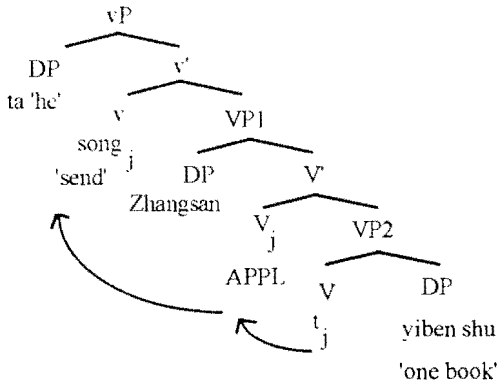 vP
DP v'
ta 'he' v VP1
song j DP V'
'send' Zhangsan V j VP2
APPL V DP
t j yiben shu
'one book'